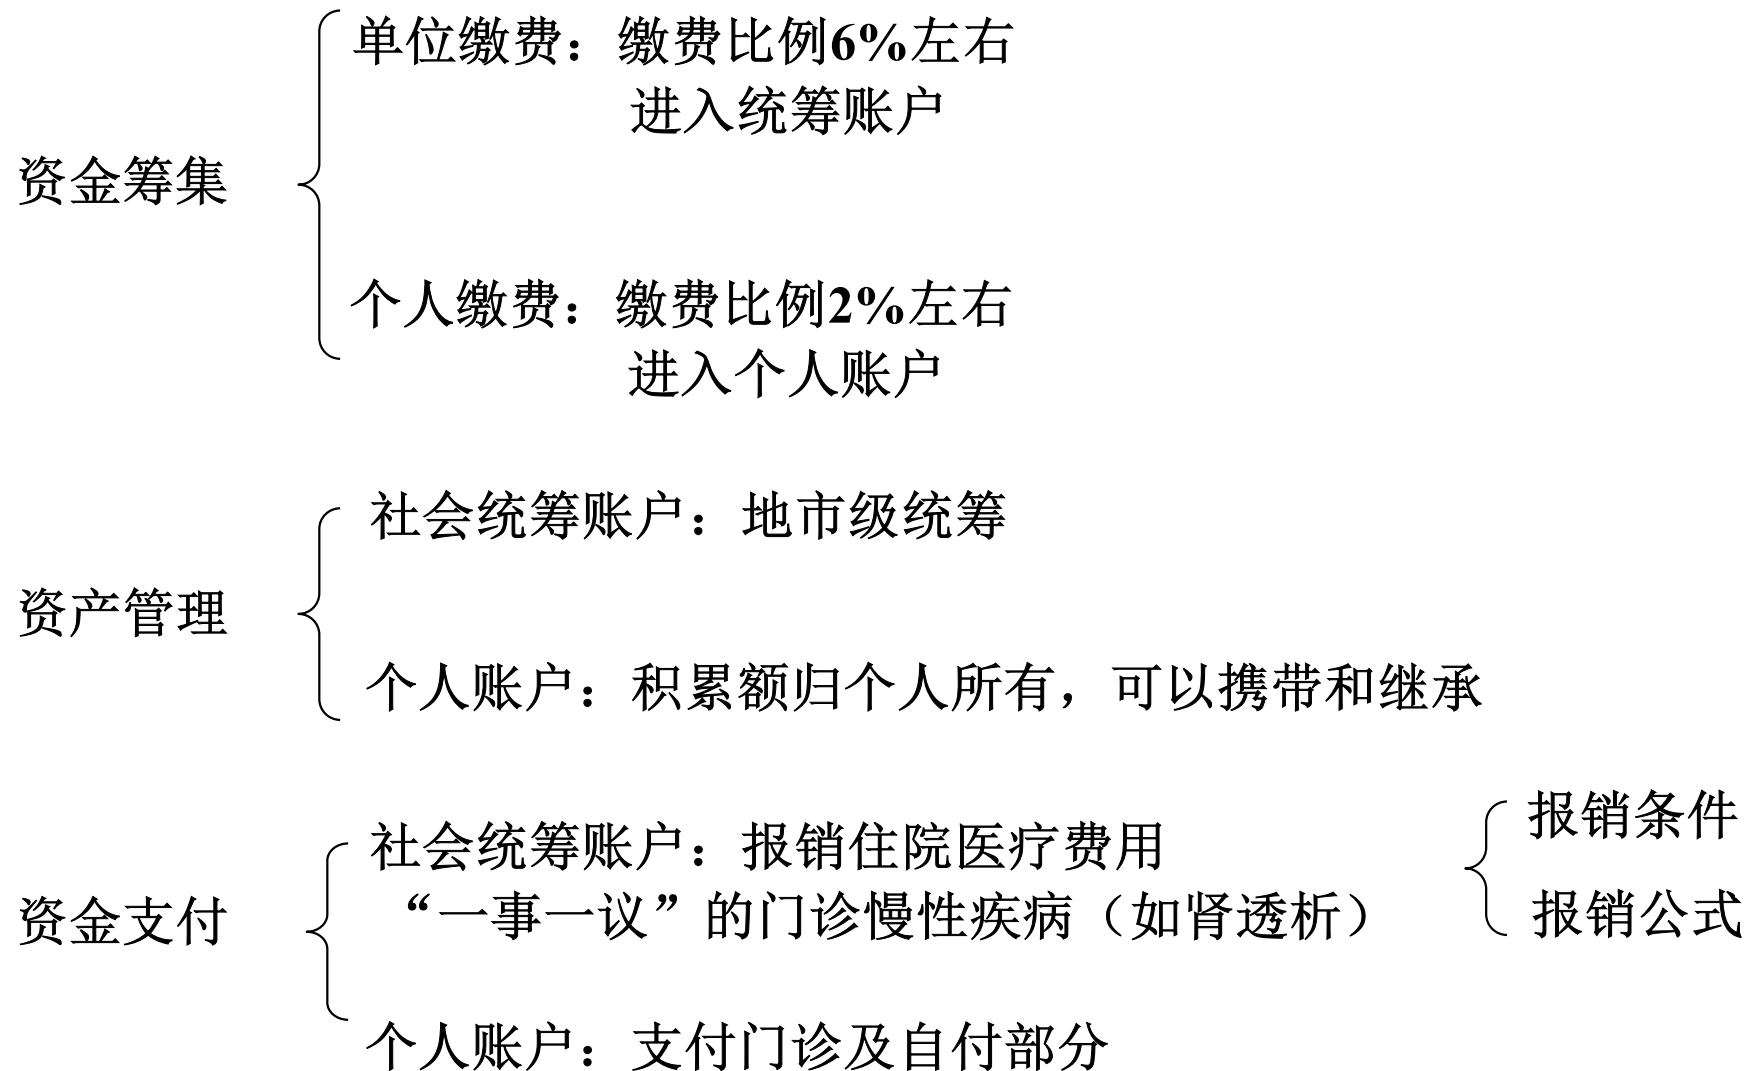 单位缴费：缴费比例6%左右
进入统筹账户
资金筹集
个人缴费：缴费比例2%左右
进入个人账户
社会统筹账户：地市级统筹
资产管理
个人账户：积累额归个人所有，可以携带和继承
社会统筹账户：报销住院医疗费用
“一事一议”的门诊慢性疾病（如肾透析）
报销条件
报销公式
资金支付
个人账户：支付门诊及自付部分